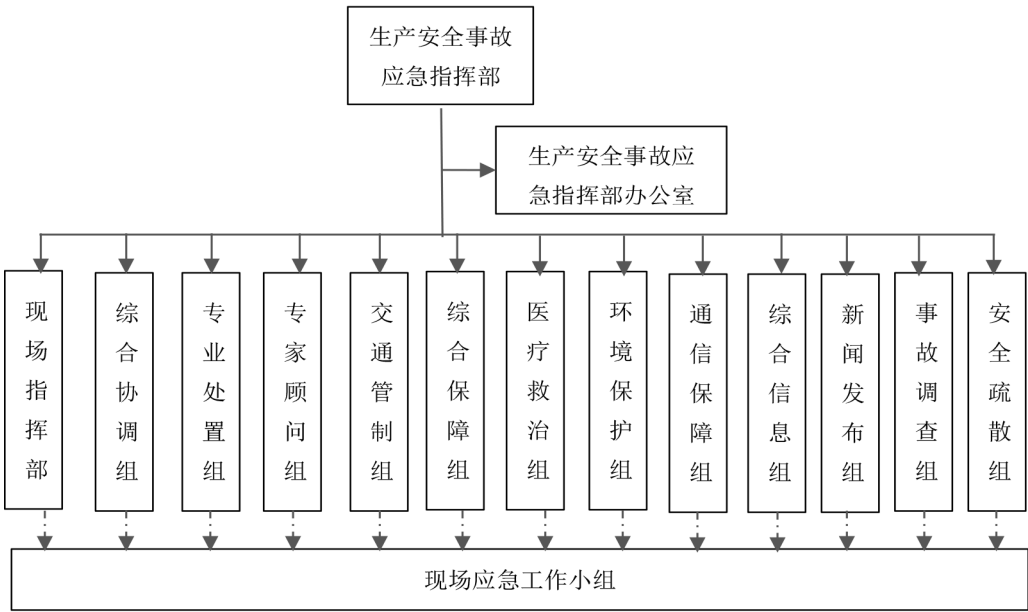 生产安全事故
应急指挥部
生产安全事故应
急指挥部办公室
现场指挥部
综合协调组
专业处置组
专家顾问组
交通管制组
综合保障组
医疗救治组
环境保护组
通信保障组
综合信息组
新闻发布组
事故调查组
安全疏散组
现场应急工作小组